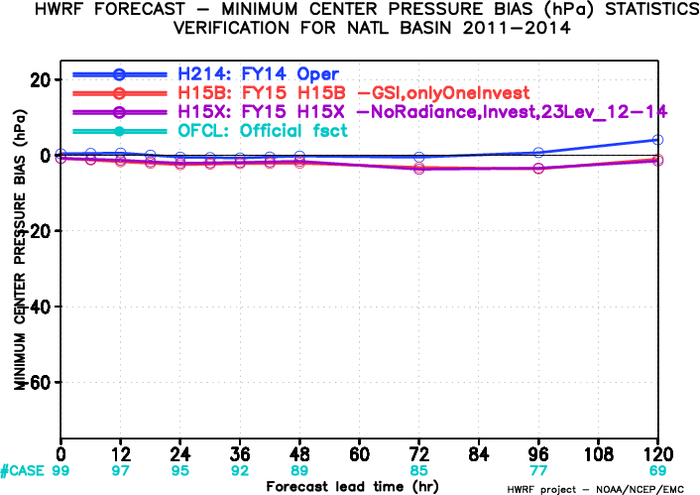 HWRF FORECAST – MINIMUM CENTER PRESSURE BIAS (hPa) STATISTICS
VERIFICATION FOR NATL BASIN 2011–2014
H214: FY14 Oper
H15B: FY15 H15B –GSI,onlyOneInvest
H15X: FY15 H15X –NoRadiance,Invest,23Lev_12–14
OFCL: Official fsct
MINIMUM CENTER PRESSURE BIAS (hPa)
20
0
–20
–40
–60
0 12 24 36 48 60 72 84 96 108 120
#CASE 99 97 95 92 89 85 77 69
Forecast lead time (hr)
HWRF project – NOAA/NCEP/EMC